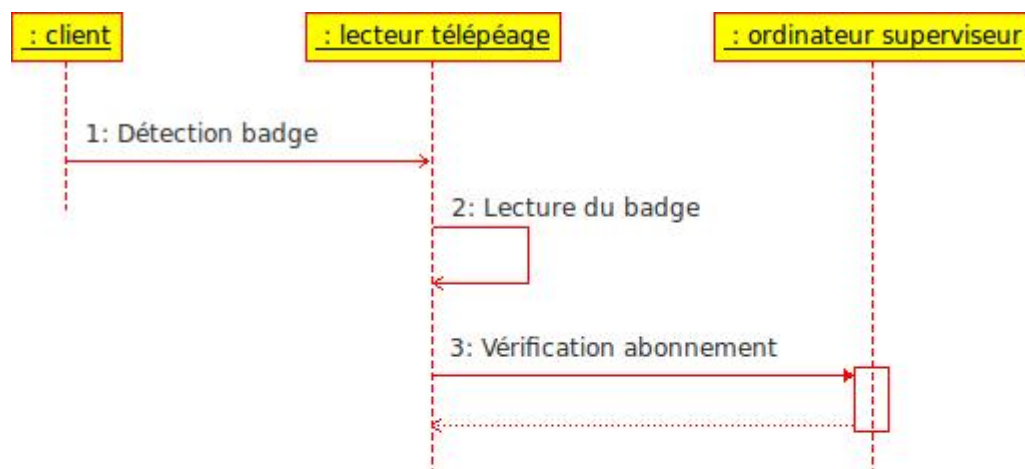 : client
: lecteur télépéage
: ordinateur superviseur
1: Détection badge
2: Lecture du badge
3: Vérification abonnement